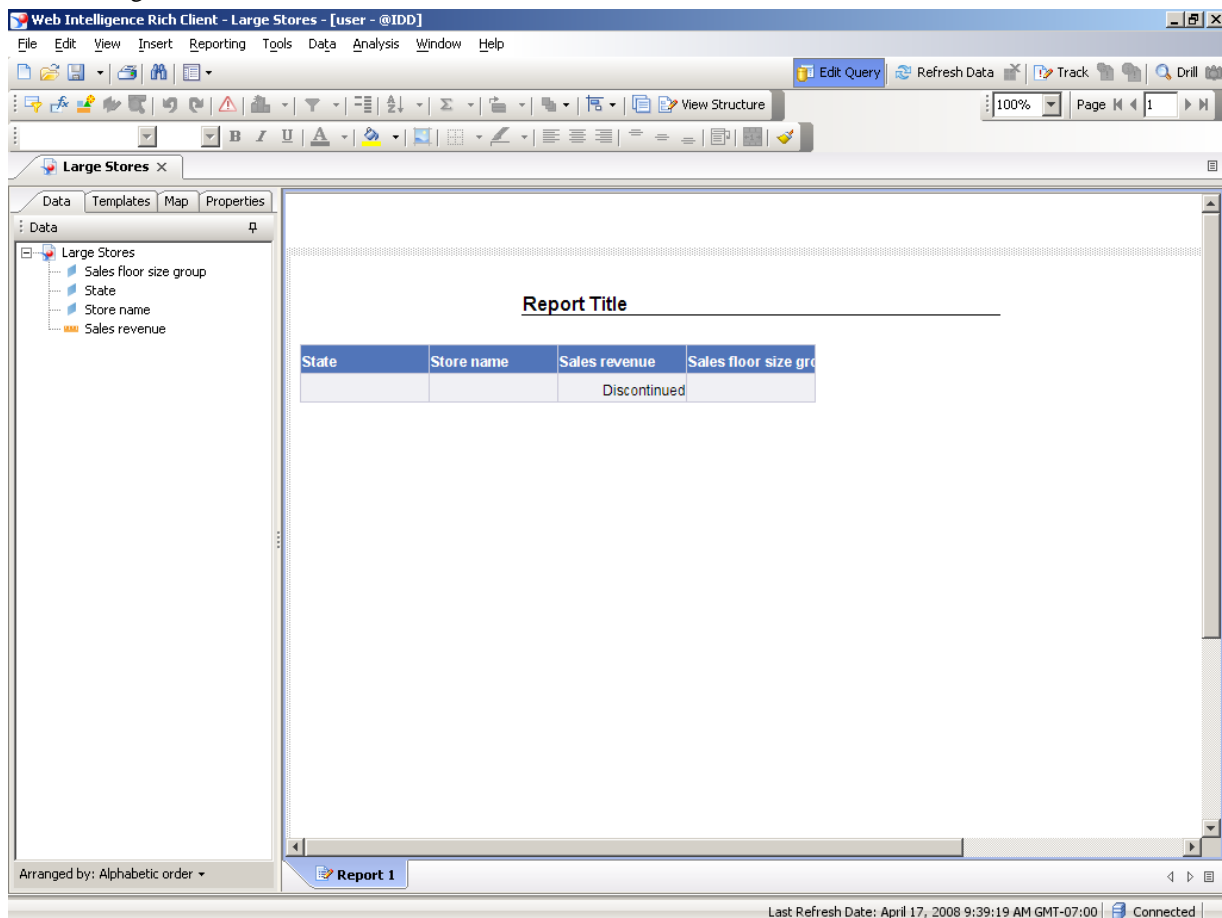 Web Intelligence Rich Client - Large Stores - [user - @IDD]
File Edit View Insert Reporting Tools Data Analysis Window Help
Edit Query Refresh Data Track Drill
View Structure 100% Page 1
B I U A
Large Stores
Data Templates Map Properties
Data
Large Stores
Sales floor size group
State
Store name
Sales revenue
Report Title
State Store name Sales revenue Sales floor size gro
Discontinued
Arranged by: Alphabetic order
Report 1
Last Refresh Date: April 17, 2008 9:39:19 AM GMT-07:00 Connected